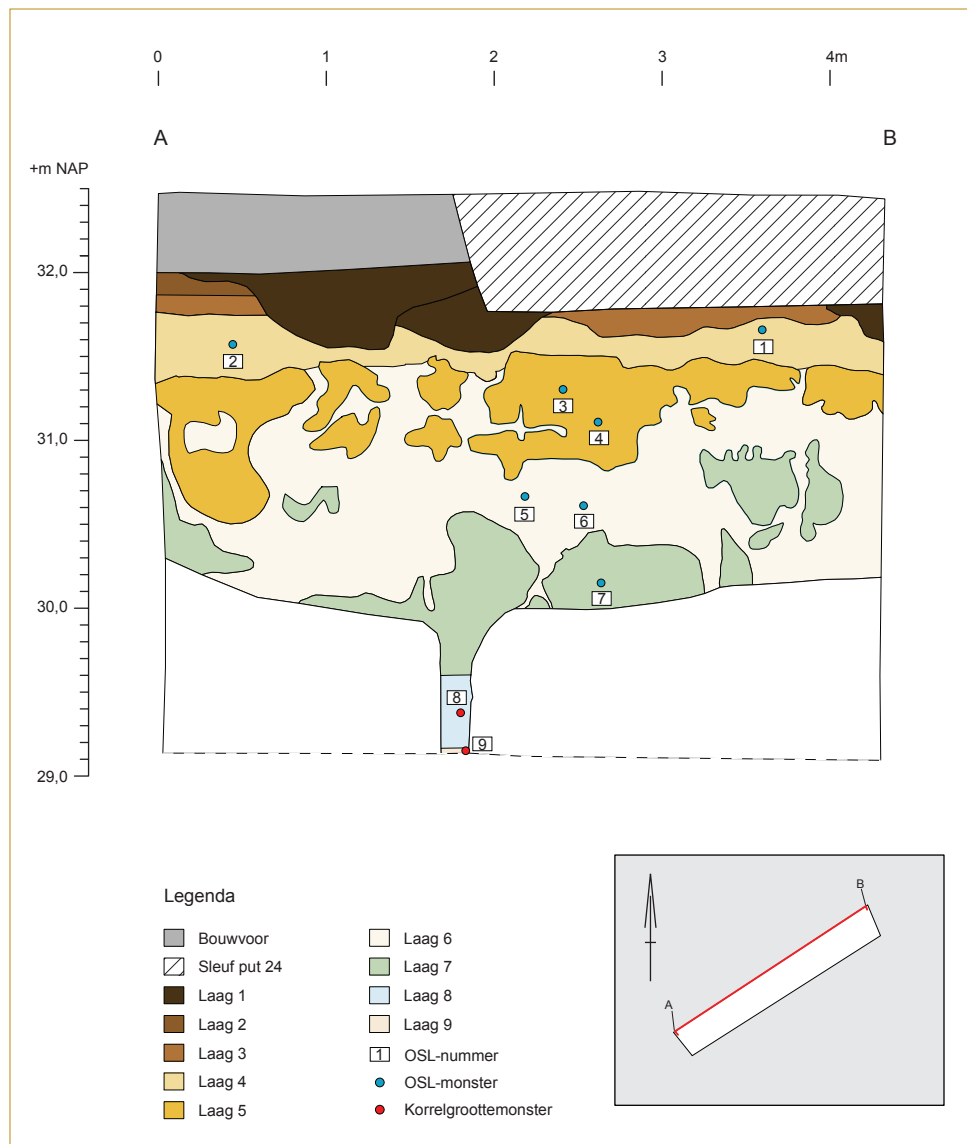 0 1 2 3 4m
A B
+m NAP
32,0
31,0
30,0
29,0
2
1
3
4
5
6
7
8
9
Legenda
Bouwvoor
Sleuf put 24
Laag 1
Laag 2
Laag 3
Laag 4
Laag 5
Laag 6
Laag 7
Laag 8
Laag 9
1 OSL-nummer
OSL-monster
Korrelgroottemonster
B
A